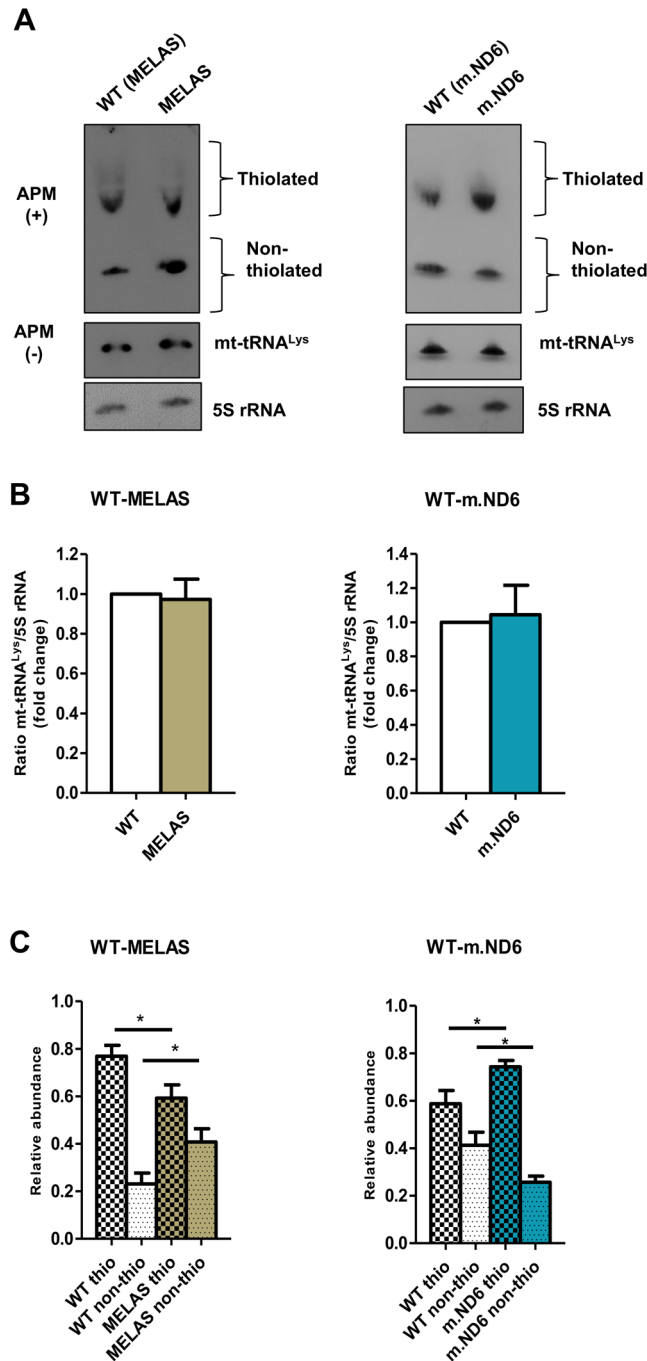 A
WT (MELAS)
MELAS
WT (m.ND6)
m.ND6
APM
(+)
Thiolated
Non-
thiolated
Thiolated
Non-
thiolated
APM
(-)
mt-tRNALys
5S rRNA
mt-tRNALys
5S rRNA
B
WT-MELAS
Ratio mt-tRNALys/5S rRNA
(fold change)
1.2
1.0
0.8
0.6
0.4
0.2
0.0
WT
MELAS
WT-m.ND6
Ratio mt-tRNALys/5S rRNA
(fold change)
1.4
1.2
1.0
0.8
0.6
0.4
0.2
0.0
WT
m.ND6
C
WT-MELAS
Relative abundance
1.0
0.8
0.6
0.4
0.2
0.0
*
*
WT thio
WT non-thio
MELAS thio
MELAS non-thio
WT-m.ND6
Relative abundance
1.0
0.8
0.6
0.4
0.2
0.0
*
*
WT thio
WT non-thio
m.ND6 thio
m.ND6 non-thio